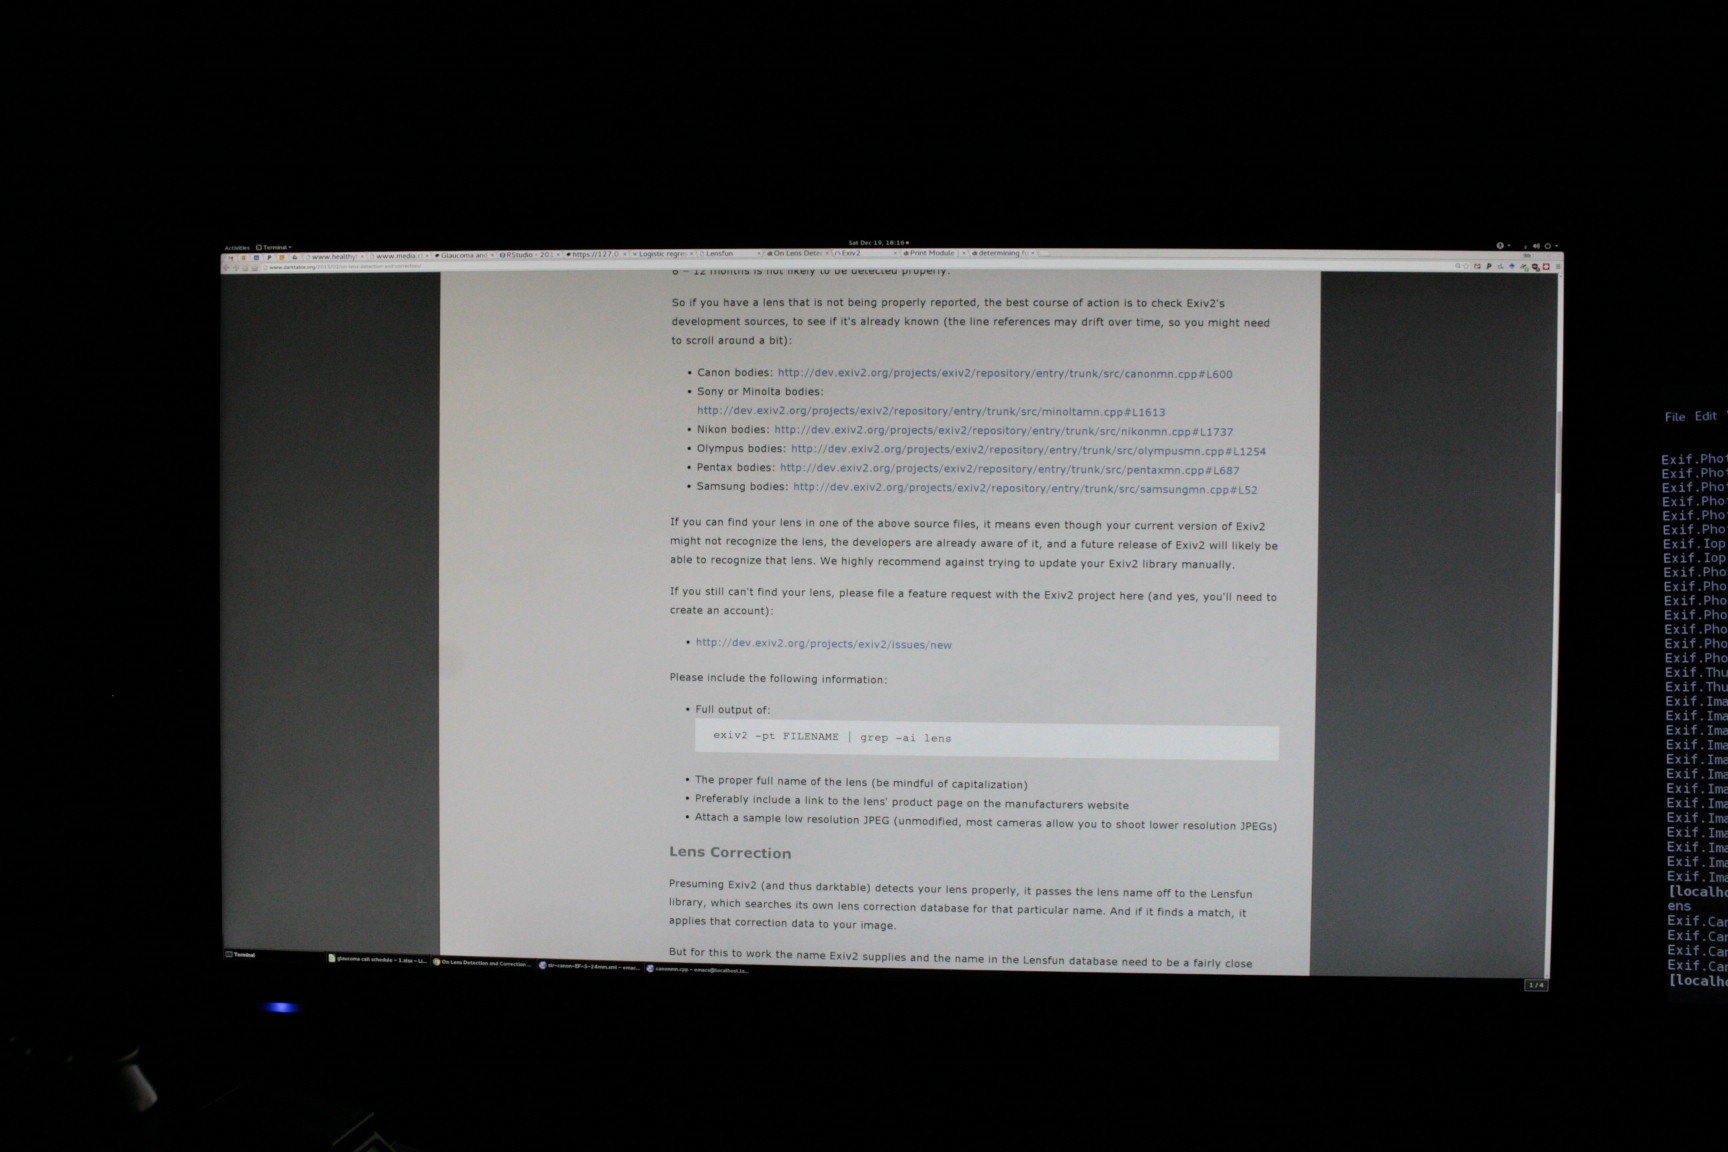 Activities Terminal
Sat Dec 19, 18:16
www.healthy www.media.c Glaucoma and RStudio - 201 https://127.0 Logistic regres Lensfun On Lens Detec Exiv2 Print Module determining fo
6 – 12 months is not likely to be detected properly.
So if you have a lens that is not being properly reported, the best course of action is to check Exiv2's
development sources, to see if it's already known (the line references may drift over time, so you might need
to scroll around a bit):
• Canon bodies: http://dev.exiv2.org/projects/exiv2/repository/entry/trunk/src/canonmn.cpp#L600
• Sony or Minolta bodies:
http://dev.exiv2.org/projects/exiv2/repository/entry/trunk/src/minoltamn.cpp#L1613
• Nikon bodies: http://dev.exiv2.org/projects/exiv2/repository/entry/trunk/src/nikonmn.cpp#L1737
• Olympus bodies: http://dev.exiv2.org/projects/exiv2/repository/entry/trunk/src/olympusmn.cpp#L1254
• Pentax bodies: http://dev.exiv2.org/projects/exiv2/repository/entry/trunk/src/pentaxmn.cpp#L687
• Samsung bodies: http://dev.exiv2.org/projects/exiv2/repository/entry/trunk/src/samsungmn.cpp#L52
If you can find your lens in one of the above source files, it means even though your current version of Exiv2
might not recognize the lens, the developers are already aware of it, and a future release of Exiv2 will likely be
able to recognize that lens. We highly recommend against trying to update your Exiv2 library manually.
If you still can't find your lens, please file a feature request with the Exiv2 project here (and yes, you'll need to
create an account):
• http://dev.exiv2.org/projects/exiv2/issues/new
Please include the following information:
• Full output of:
exiv2 -pt FILENAME | grep -ai lens
• The proper full name of the lens (be mindful of capitalization)
• Preferably include a link to the lens' product page on the manufacturers website
• Attach a sample low resolution JPEG (unmodified, most cameras allow you to shoot lower resolution JPEGs)
Lens Correction
Presuming Exiv2 (and thus darktable) detects your lens properly, it passes the lens name off to the Lensfun
library, which searches its own lens correction database for that particular name. And if it finds a match, it
applies that correction data to your image.
But for this to work the name Exiv2 supplies and the name in the Lensfun database need to be a fairly close
Terminal glaucoma call schedule - 1.xlsx - Li... On Lens Detection and Correction ... canonmn.cpp - emacs@localhost.lo...
1 / 4
File Edit
Exif.Phot
Exif.Phot
Exif.Phot
Exif.Phot
Exif.Phot
Exif.Phot
Exif.Iop
Exif.Iop
Exif.Pho
Exif.Pho
Exif.Pho
Exif.Pho
Exif.Pho
Exif.Pho
Exif.Pho
Exif.Thu
Exif.Thu
Exif.Ima
Exif.Ima
Exif.Ima
Exif.Ima
Exif.Ima
Exif.Ima
Exif.Ima
Exif.Ima
Exif.Ima
Exif.Ima
Exif.Ima
Exif.Ima
Exif.Ima
[localho
ens
Exif.Can
Exif.Can
Exif.Can
Exif.Can
[localho